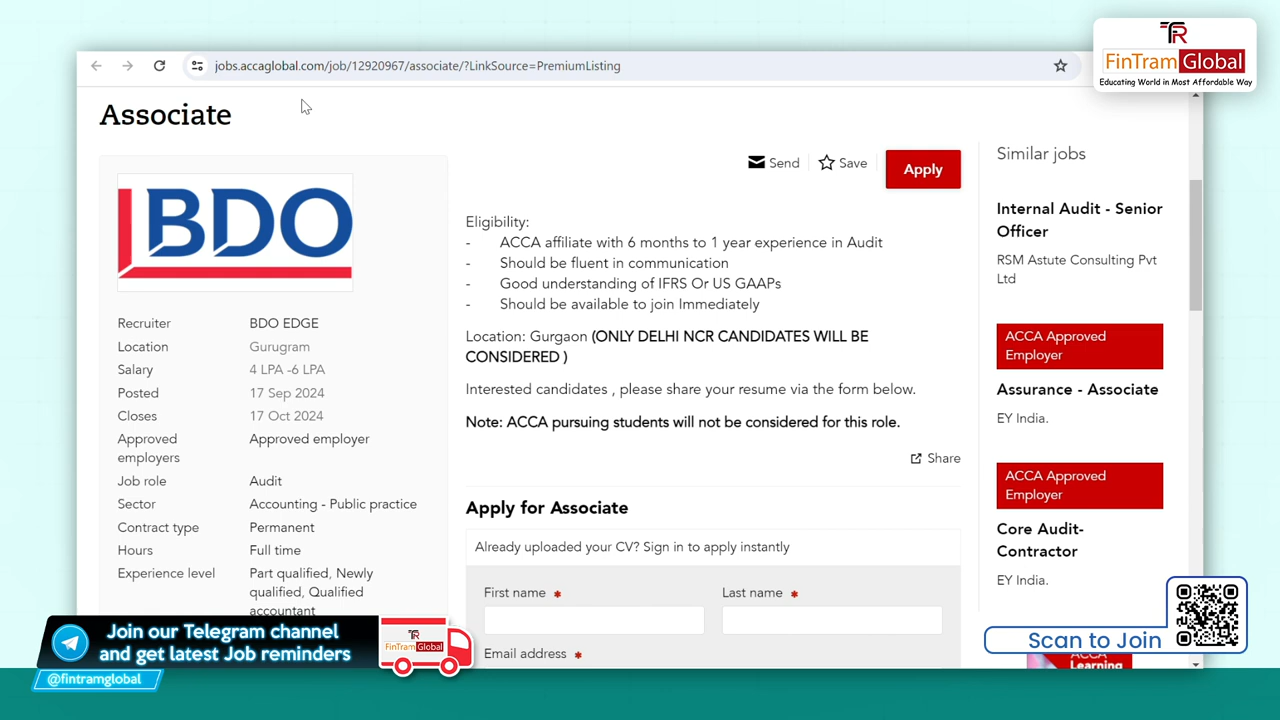 FinTram Global
Educating World in Most Affordable Way
jobs.accaglobal.com/job/12920967/associate/?LinkSource=PremiumListing
Associate
BDO
Recruiter BDO EDGE
Location Gurugram
Salary 4 LPA -6 LPA
Posted 17 Sep 2024
Closes 17 Oct 2024
Approved employers Approved employer
Job role Audit
Sector Accounting - Public practice
Contract type Permanent
Hours Full time
Experience level Part qualified, Newly
qualified, Qualified
accountant
Send Save Apply
Eligibility:
- ACCA affiliate with 6 months to 1 year experience in Audit
- Should be fluent in communication
- Good understanding of IFRS Or US GAAPs
- Should be available to join Immediately
Location: Gurgaon (ONLY DELHI NCR CANDIDATES WILL BE
CONSIDERED )
Interested candidates , please share your resume via the form below.
Note: ACCA pursuing students will not be considered for this role.
Share
Apply for Associate
Already uploaded your CV? Sign in to apply instantly
First name * Last name *
Email address *
Similar jobs
Internal Audit - Senior
Officer
RSM Astute Consulting Pvt
Ltd
ACCA Approved
Employer
Assurance - Associate
EY India.
ACCA Approved
Employer
Core Audit-
Contractor
EY India.
ACCA
Learning
Join our Telegram channel
and get latest Job reminders
@fintramglobal
FinTram Global
Scan to Join